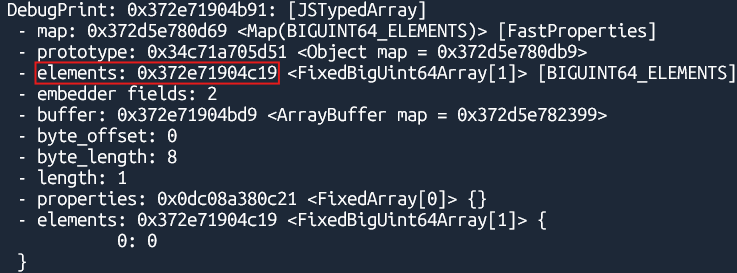 DebugPrint: 0x372e71904b91: [JSTypedArray]
- map: 0x372d5e780d69 <Map(BIGUINT64_ELEMENTS)> [FastProperties]
- prototype: 0x34c71a705d51 <Object map = 0x372d5e780db9>
- elements: 0x372e71904c19 <FixedBigUint64Array[1]> [BIGUINT64_ELEMENTS]
- embedder fields: 2
- buffer: 0x372e71904bd9 <ArrayBuffer map = 0x372d5e782399>
- byte_offset: 0
- byte_length: 8
- length: 1
- properties: 0x0dc08a380c21 <FixedArray[0]> {}
- elements: 0x372e71904c19 <FixedBigUint64Array[1]> {
0: 0
}